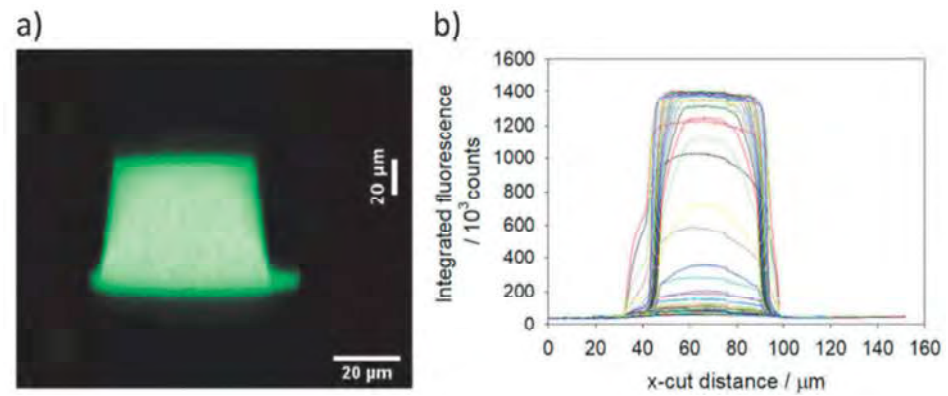 a)
20 µm
20 µm
b)
Integrated fluorescence
/ 10³counts
1600
1400
1200
1000
800
600
400
200
0
0 20 40 60 80 100 120 140 160
x-cut distance / µm